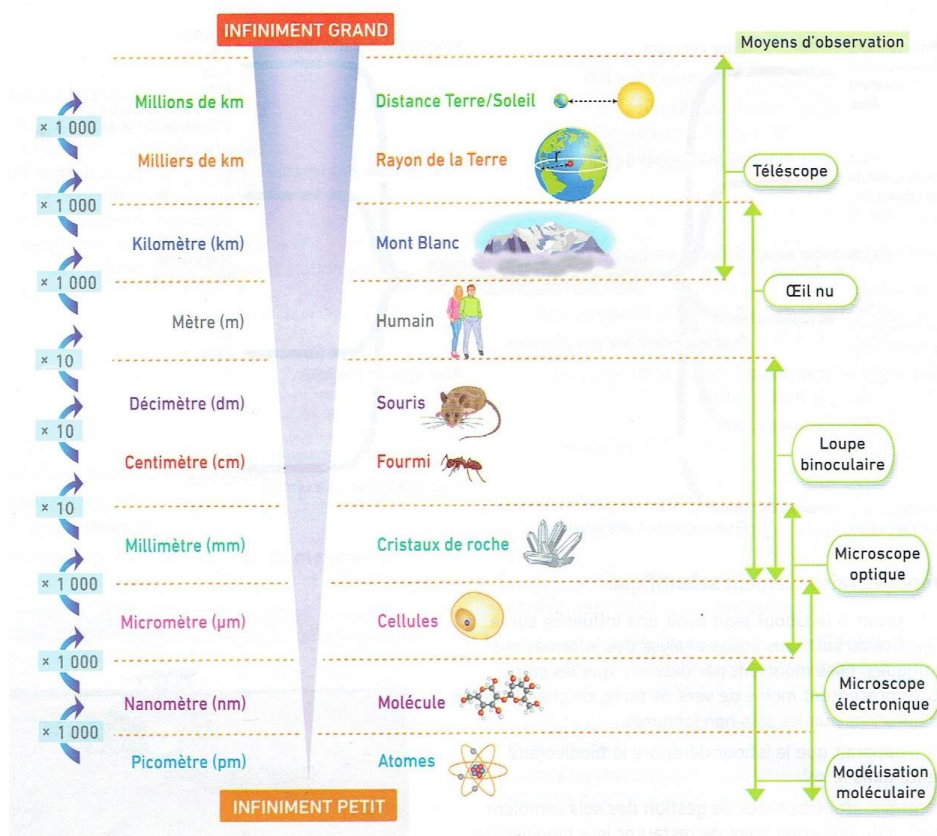 INFINIMENT GRAND
Moyens d'observation
Millions de km
Distance Terre/Soleil
× 1 000
Milliers de km
Rayon de la Terre
Téléscope
× 1 000
Kilomètre (km)
Mont Blanc
× 1 000
Œil nu
Mètre (m)
Humain
× 10
Décimètre (dm)
Souris
× 10
Loupe
binoculaire
Centimètre (cm)
Fourmi
× 10
Millimètre (mm)
Cristaux de roche
Microscope
optique
× 1 000
Micromètre (µm)
Cellules
× 1 000
Microscope
électronique
Nanomètre (nm)
Molécule
× 1 000
Picomètre (pm)
Atomes
Modélisation
moléculaire
INFINIMENT PETIT